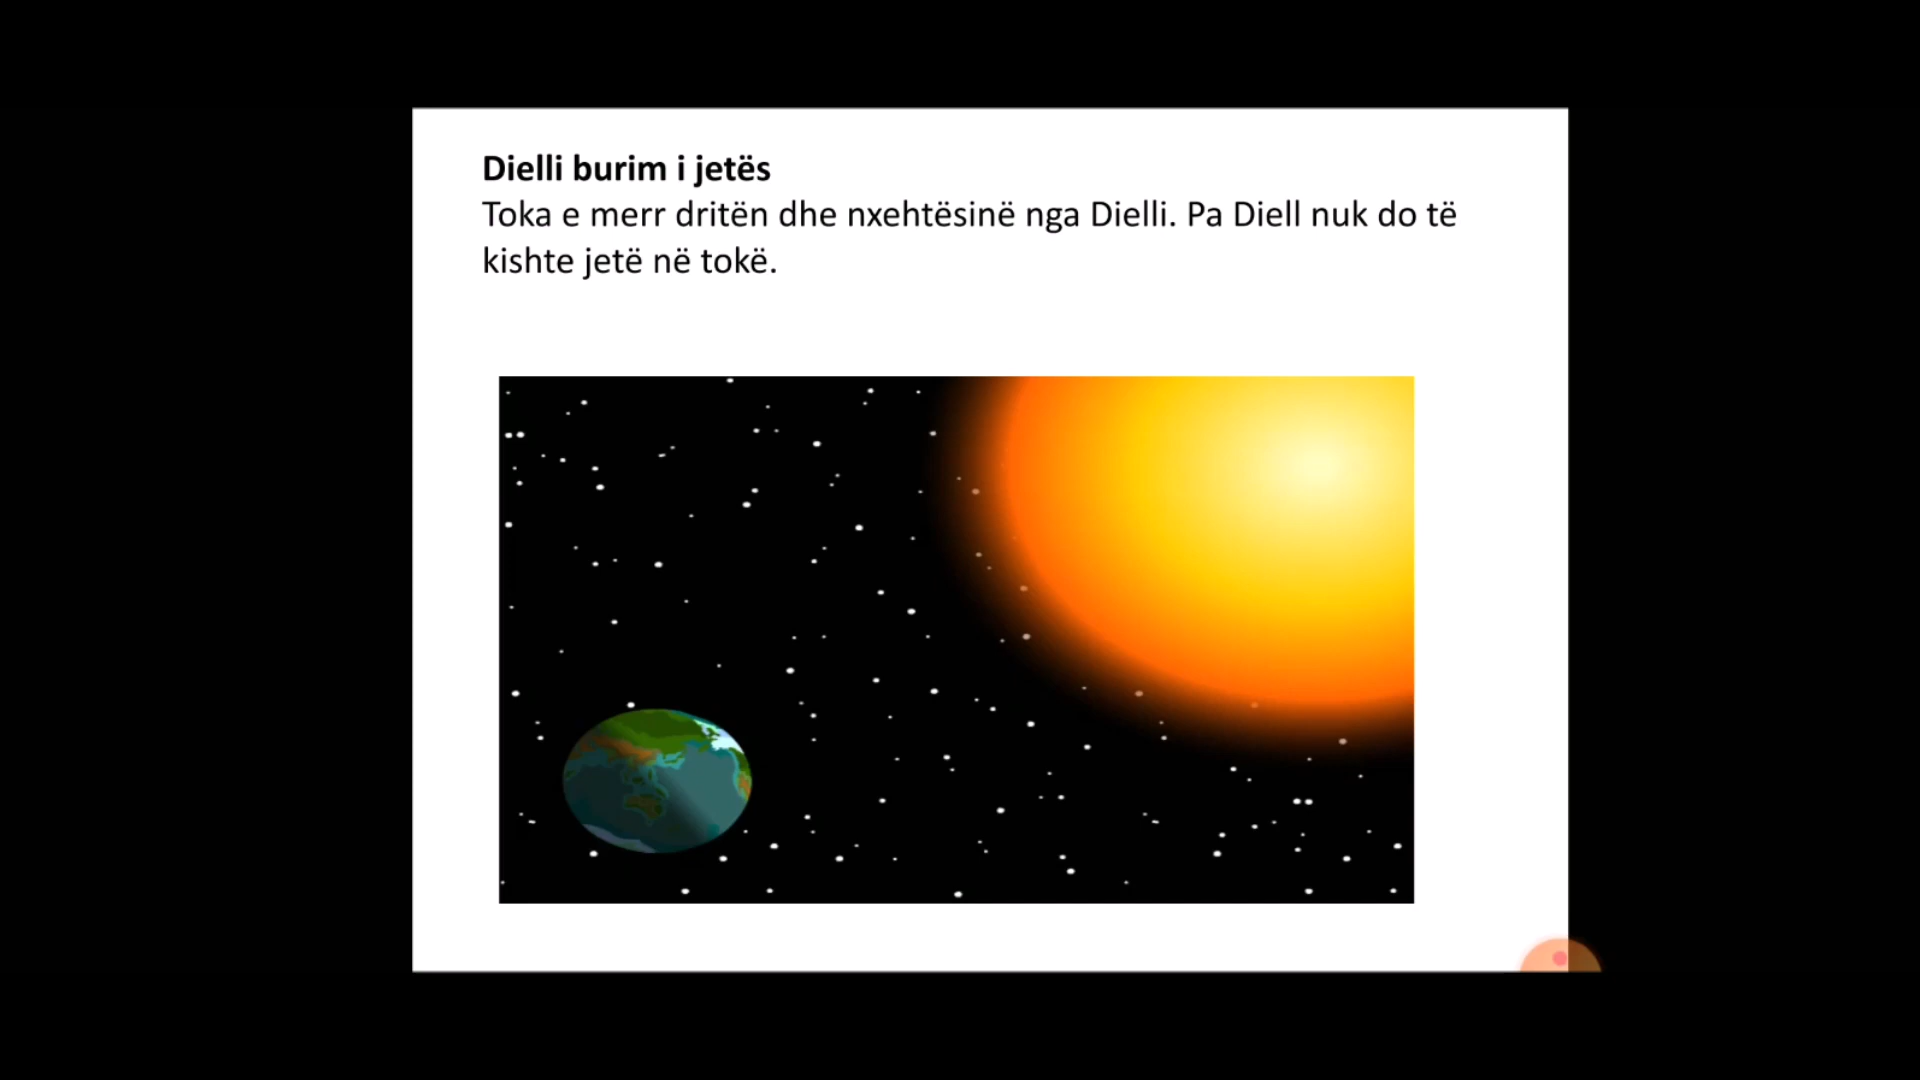 Dielli burim i jetës
Toka e merr dritën dhe nxehtësinë nga Dielli. Pa Diell nuk do të
kishte jetë në tokë.